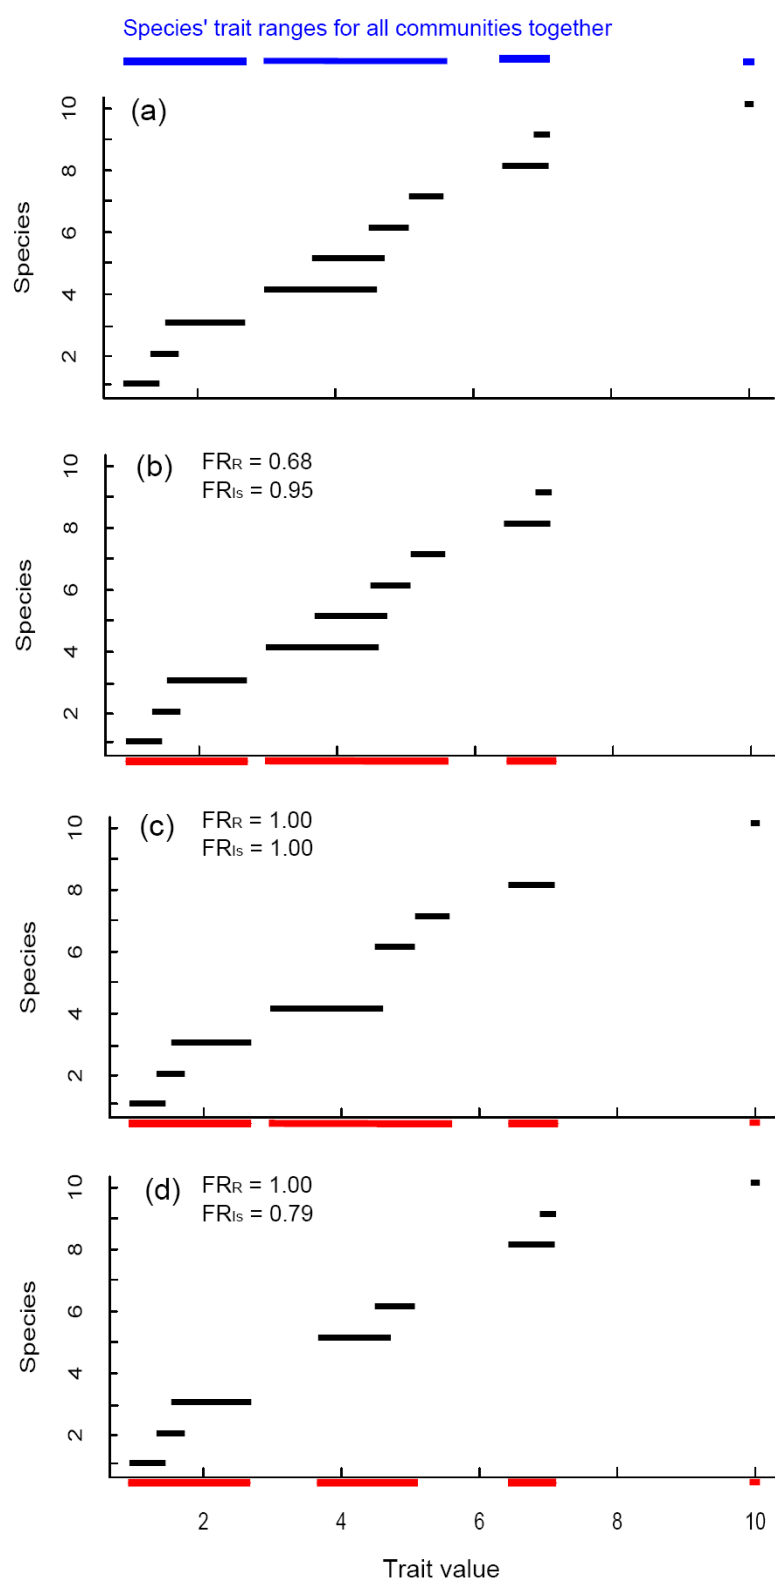 Species' trait ranges for all communities together
(a)
10
8
6
4
2
Species
(b)
FRR = 0.68
FRIs = 0.95
10
8
6
4
2
Species
(c)
FRR = 1.00
FRIs = 1.00
10
8
6
4
2
Species
(d)
FRR = 1.00
FRIs = 0.79
10
8
6
4
2
Species
2 4 6 8 10
Trait value